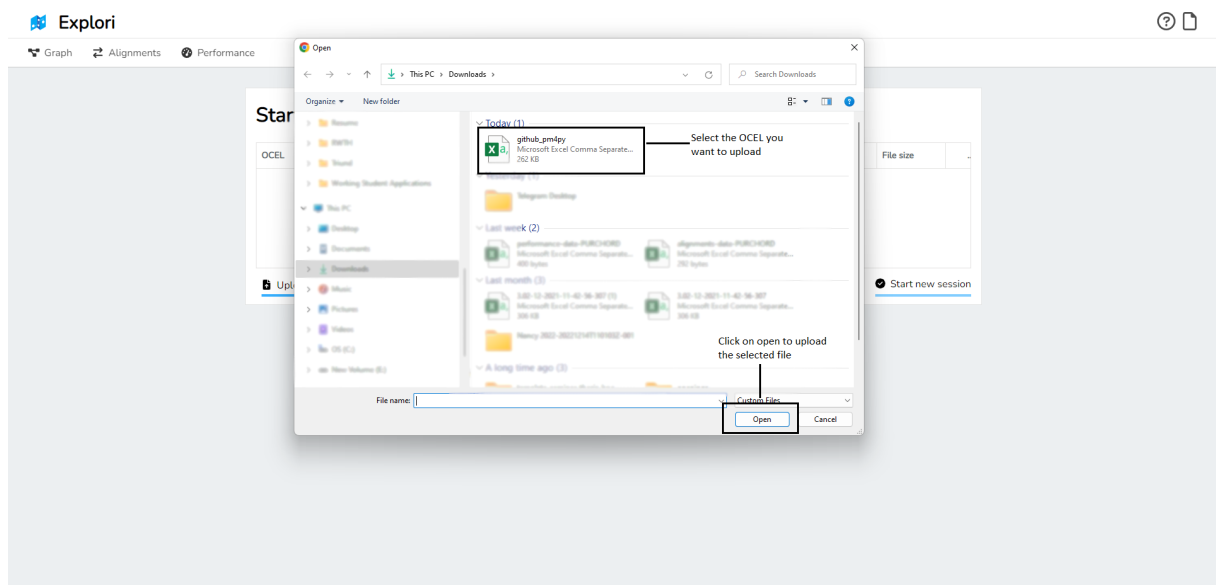 Explori
Graph
Alignments
Performance
Open
This PC > Downloads >
Search Downloads
Organize
New folder
Star
OCEL
File size
..
Resume
RWTH
Triund
Working Student Applications
This PC
Desktop
Documents
Downloads
Music
Pictures
Videos
OS (C:)
New Volume (E:)
Today (1)
github_pm4py
Microsoft Excel Comma Separate...
262 KB
Select the OCEL you
want to upload
Yesterday (1)
Telegram Desktop
Last week (2)
performance-data-PURCHORD
Microsoft Excel Comma Separate...
400 bytes
alignments-data-PURCHORD
Microsoft Excel Comma Separate...
282 bytes
Last month (3)
Microsoft Excel Comma Separate...
Microsoft Excel Comma Separate...
A long time ago (3)
Click on open to upload
the selected file
Upl
Start new session
File name:
Custom Files
Open
Cancel